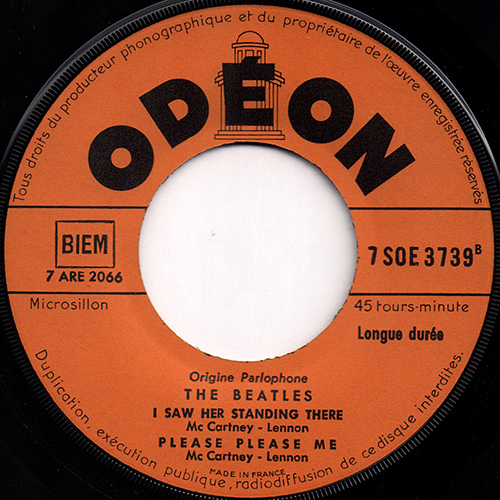 Tous droits du producteur phonographique et du propriétaire de l'œuvre enregistrée réservés
ODÉON
BIEM
7 ARE 2066
7 SOE 3739 B
Microsillon
45 tours-minute
Longue durée
Origine Parlophone
THE BEATLES
I SAW HER STANDING THERE
Mc Cartney - Lennon
PLEASE PLEASE ME
Mc Cartney - Lennon
MADE IN FRANCE
Duplication, exécution publique, radiodiffusion de ce disque interdites.